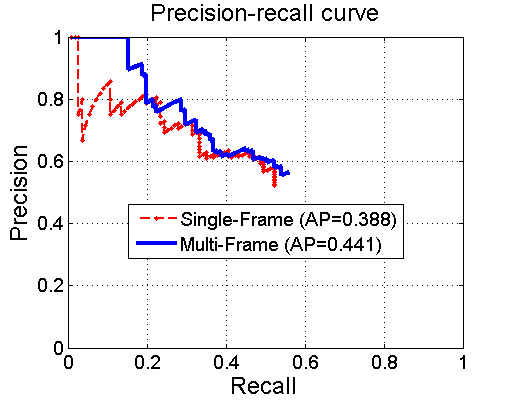 Precision-recall curve
1
0.8
0.6
0.4
0.2
0
Precision
Single-Frame (AP=0.388)
Multi-Frame (AP=0.441)
0 0.2 0.4 0.6 0.8 1
Recall